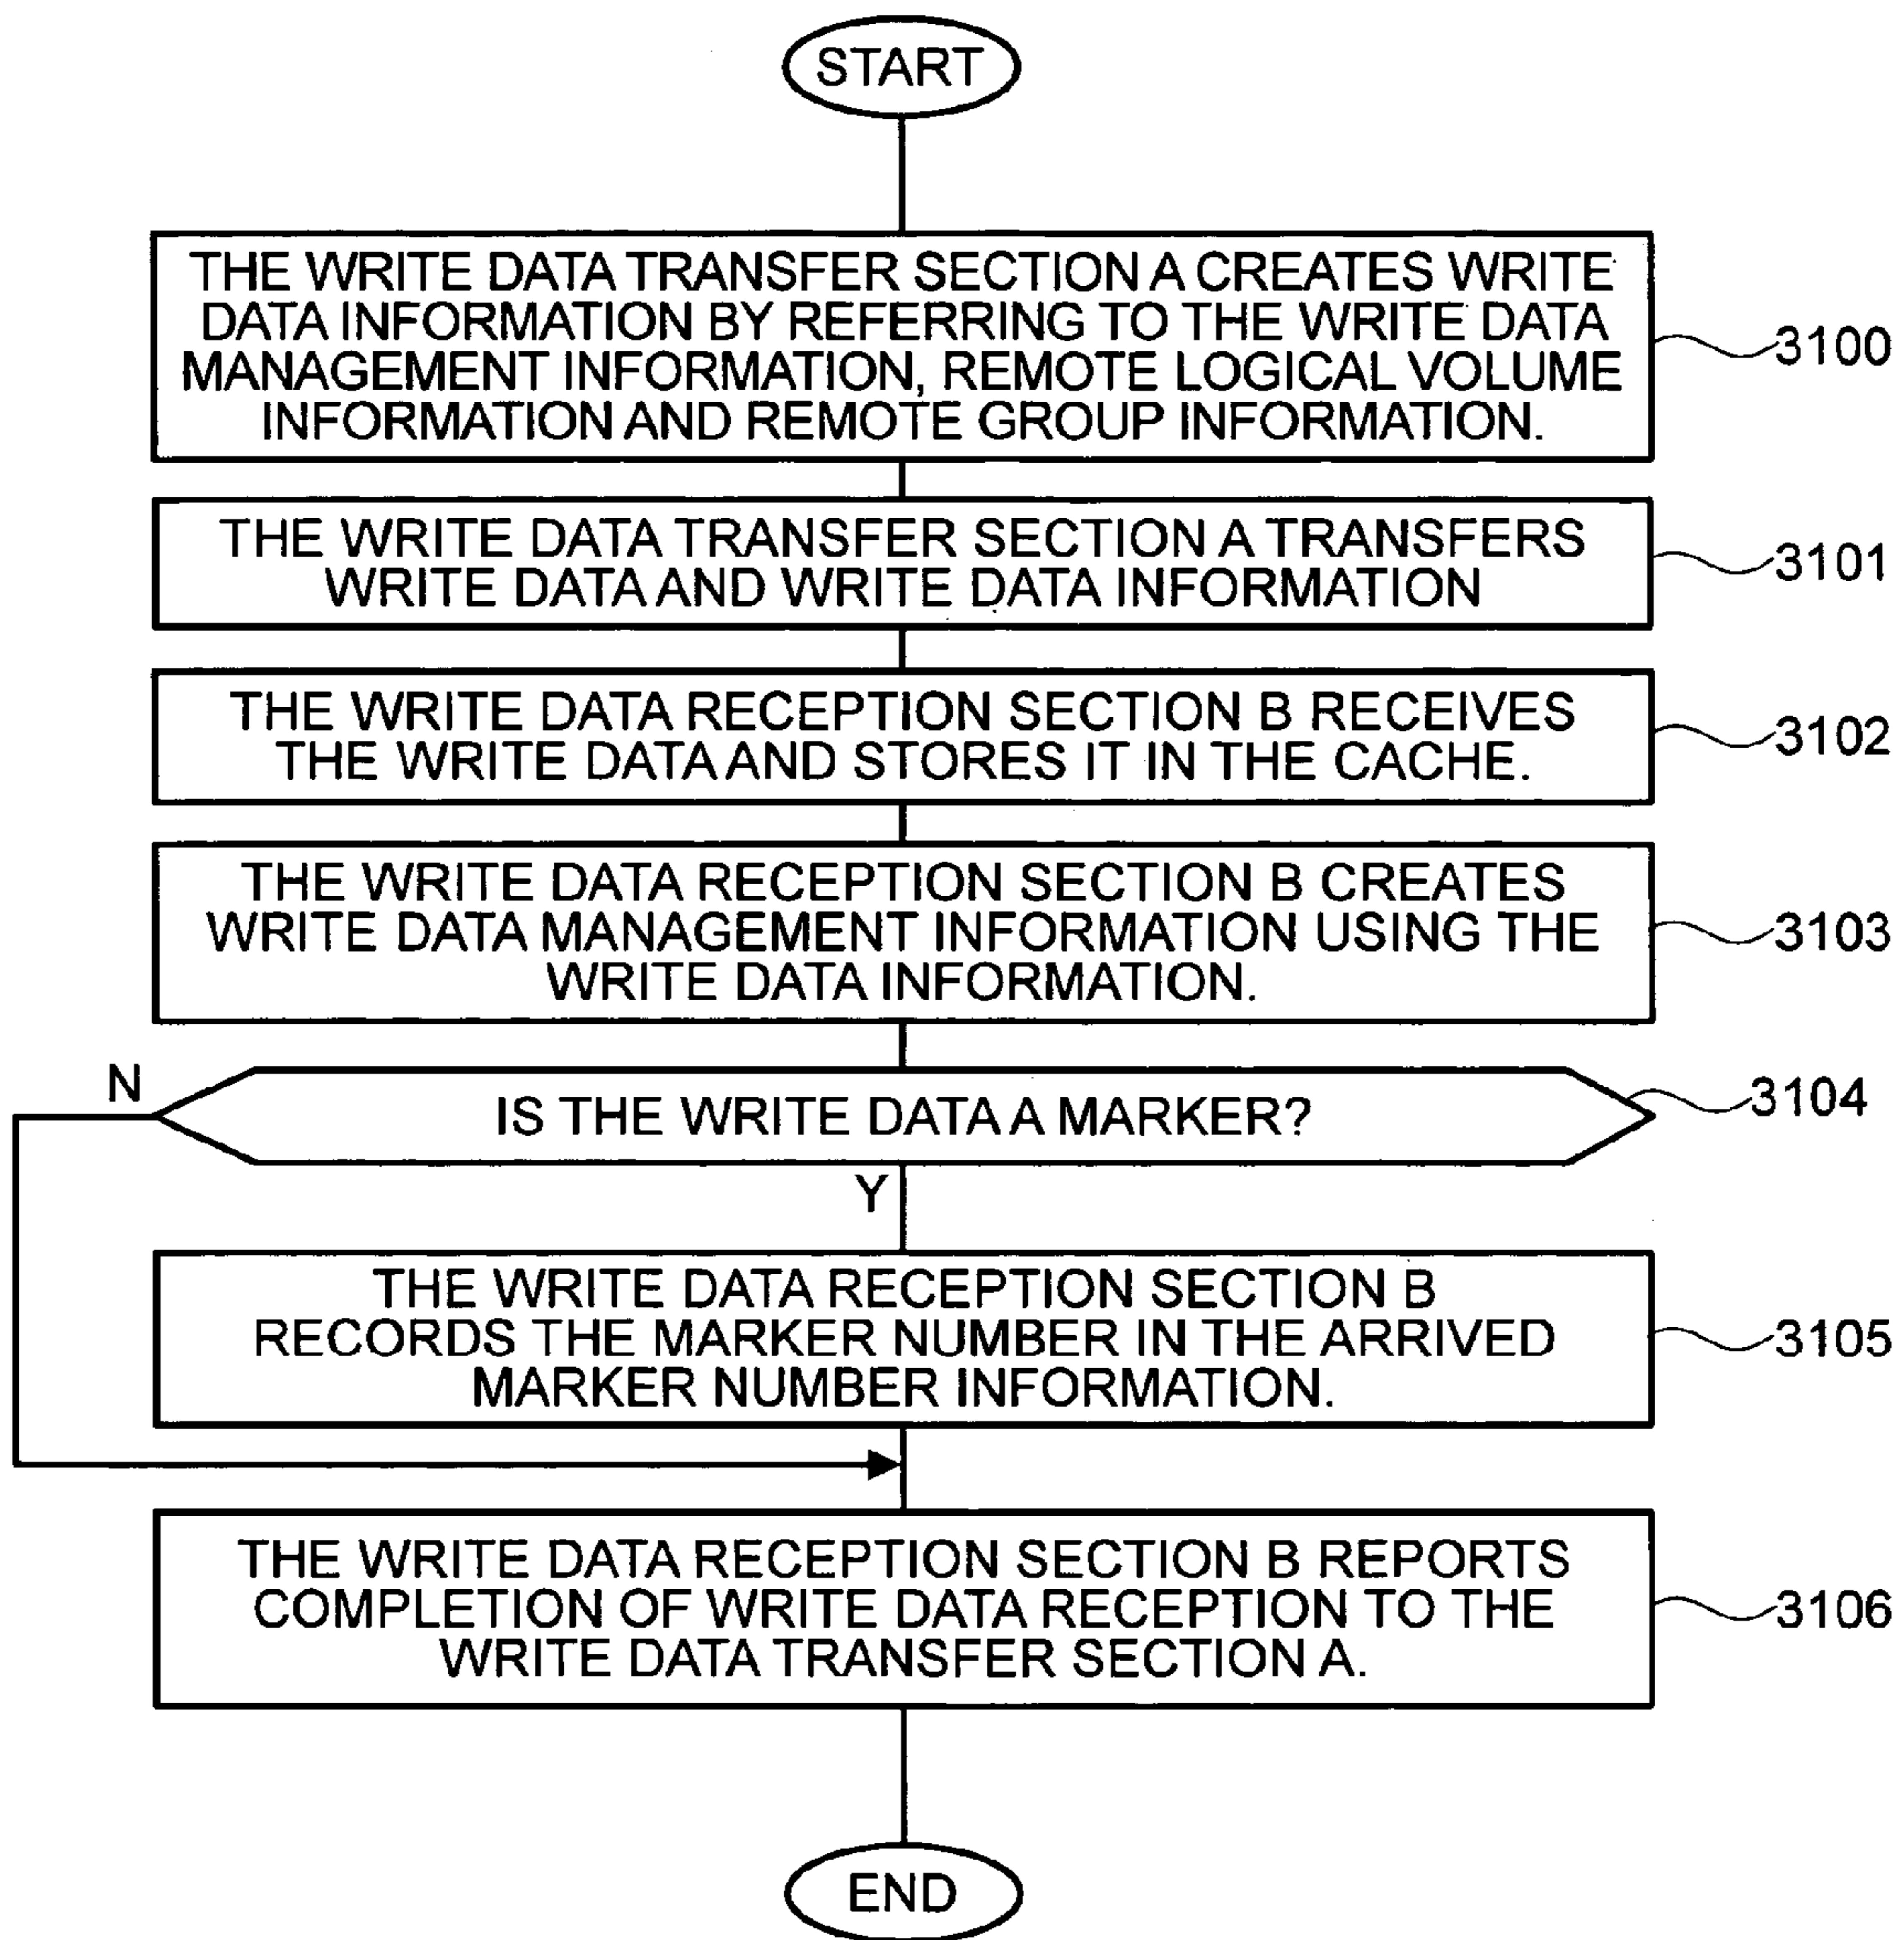 START
THE WRITE DATA TRANSFER SECTION A CREATES WRITE
DATA INFORMATION BY REFERRING TO THE WRITE DATA
MANAGEMENT INFORMATION, REMOTE LOGICAL VOLUME
INFORMATION AND REMOTE GROUP INFORMATION.
3100
THE WRITE DATA TRANSFER SECTION A TRANSFERS
WRITE DATA AND WRITE DATA INFORMATION
3101
THE WRITE DATA RECEPTION SECTION B RECEIVES
THE WRITE DATA AND STORES IT IN THE CACHE.
3102
THE WRITE DATA RECEPTION SECTION B CREATES
WRITE DATA MANAGEMENT INFORMATION USING THE
WRITE DATA INFORMATION.
3103
N
IS THE WRITE DATA A MARKER?
3104
Y
THE WRITE DATA RECEPTION SECTION B
RECORDS THE MARKER NUMBER IN THE ARRIVED
MARKER NUMBER INFORMATION.
3105
THE WRITE DATA RECEPTION SECTION B REPORTS
COMPLETION OF WRITE DATA RECEPTION TO THE
WRITE DATA TRANSFER SECTION A.
3106
END